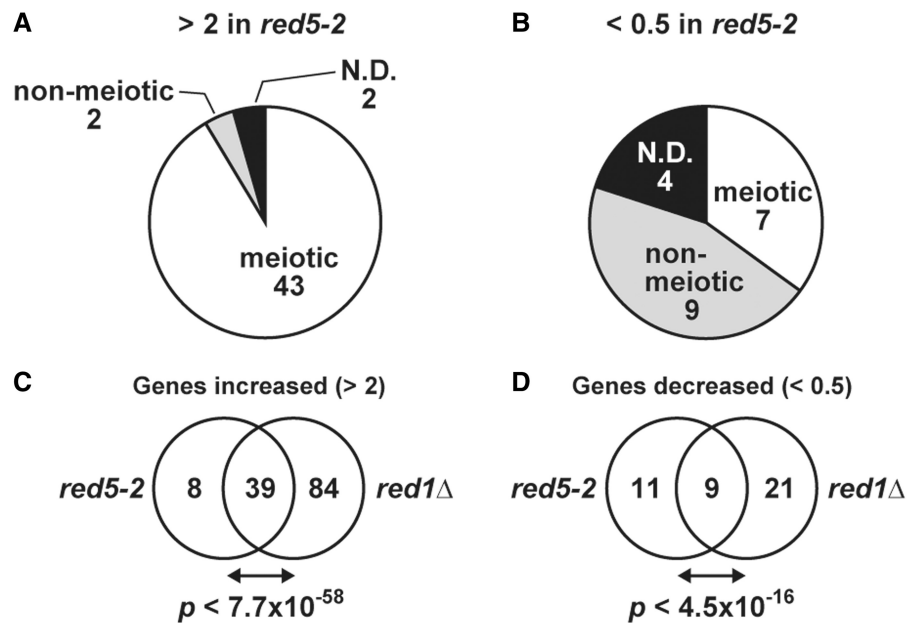 A
> 2 in red5-2
non-meiotic
2
N.D.
2
meiotic
43
B
< 0.5 in red5-2
N.D.
4
meiotic
7
non-
meiotic
9
C
Genes increased (> 2)
red5-2
8
39
84
red1Δ
p < 7.7x10⁻⁵⁸
D
Genes decreased (< 0.5)
red5-2
11
9
21
red1Δ
p < 4.5x10⁻¹⁶